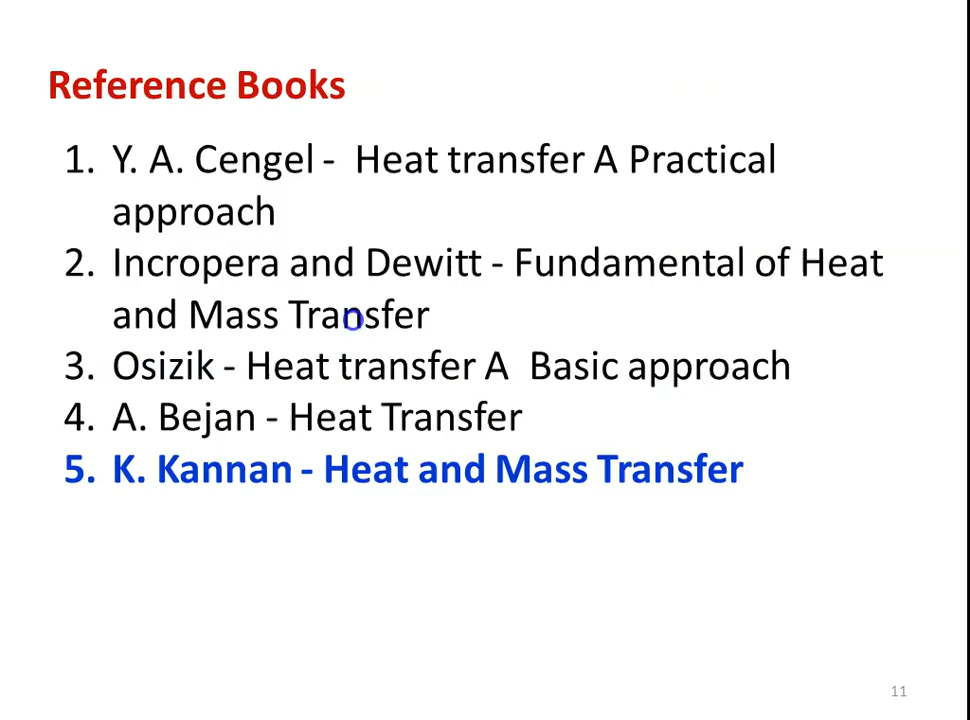 Reference Books
1. Y. A. Cengel - Heat transfer A Practical
approach
2. Incropera and Dewitt - Fundamental of Heat
and Mass Transfer
3. Osizik - Heat transfer A Basic approach
4. A. Bejan - Heat Transfer
5. K. Kannan - Heat and Mass Transfer
11